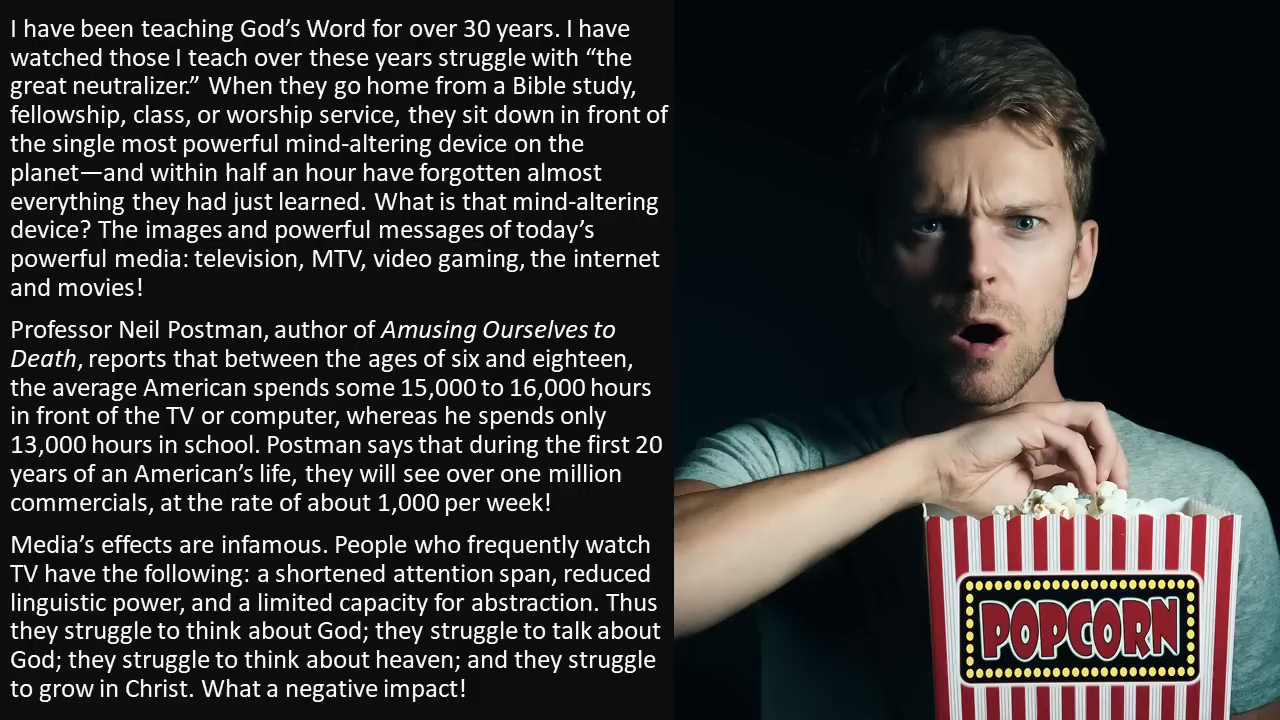 I have been teaching God’s Word for over 30 years. I have
watched those I teach over these years struggle with “the
great neutralizer.” When they go home from a Bible study,
fellowship, class, or worship service, they sit down in front of
the single most powerful mind-altering device on the
planet—and within half an hour have forgotten almost
everything they had just learned. What is that mind-altering
device? The images and powerful messages of today’s
powerful media: television, MTV, video gaming, the internet
and movies!
Professor Neil Postman, author of Amusing Ourselves to
Death, reports that between the ages of six and eighteen,
the average American spends some 15,000 to 16,000 hours
in front of the TV or computer, whereas he spends only
13,000 hours in school. Postman says that during the first 20
years of an American’s life, they will see over one million
commercials, at the rate of about 1,000 per week!
Media’s effects are infamous. People who frequently watch
TV have the following: a shortened attention span, reduced
linguistic power, and a limited capacity for abstraction. Thus
they struggle to think about God; they struggle to talk about
God; they struggle to think about heaven; and they struggle
to grow in Christ. What a negative impact!
POPCORN